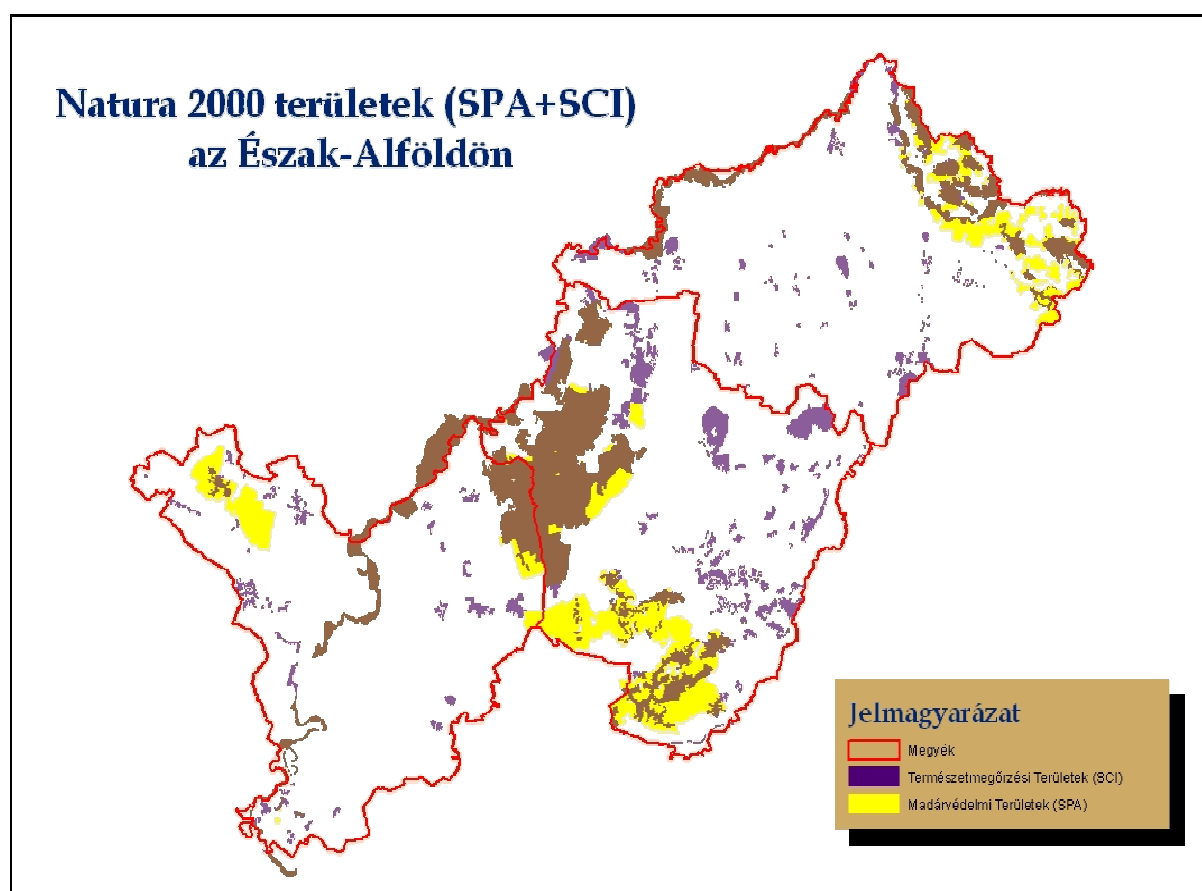 Natura 2000 területek (SPA+SCI)
az Észak-Alföldön
Jelmagyarázat
Megyék
Természetmegőrzési Területek (SCI)
Madárvédelmi Területek (SPA)